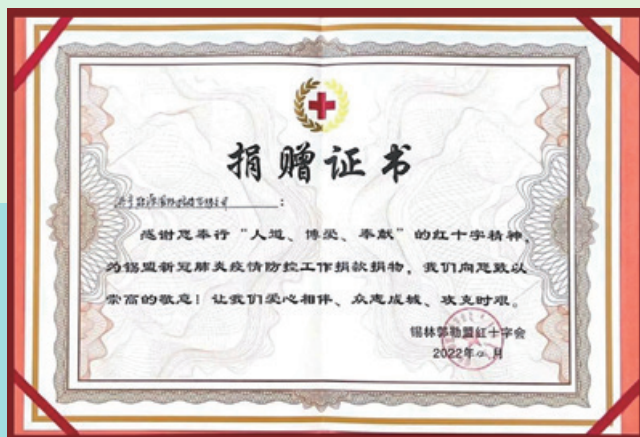 捐赠证书
：
感谢您奉行“人道、博爱、奉献”的红十字精神，
为锡盟新冠肺炎疫情防控工作捐款捐物，我们向您致以
崇高的敬意！让我们爱心相伴、众志成城、攻克时艰。
锡林郭勒盟红十字会
2022年 月